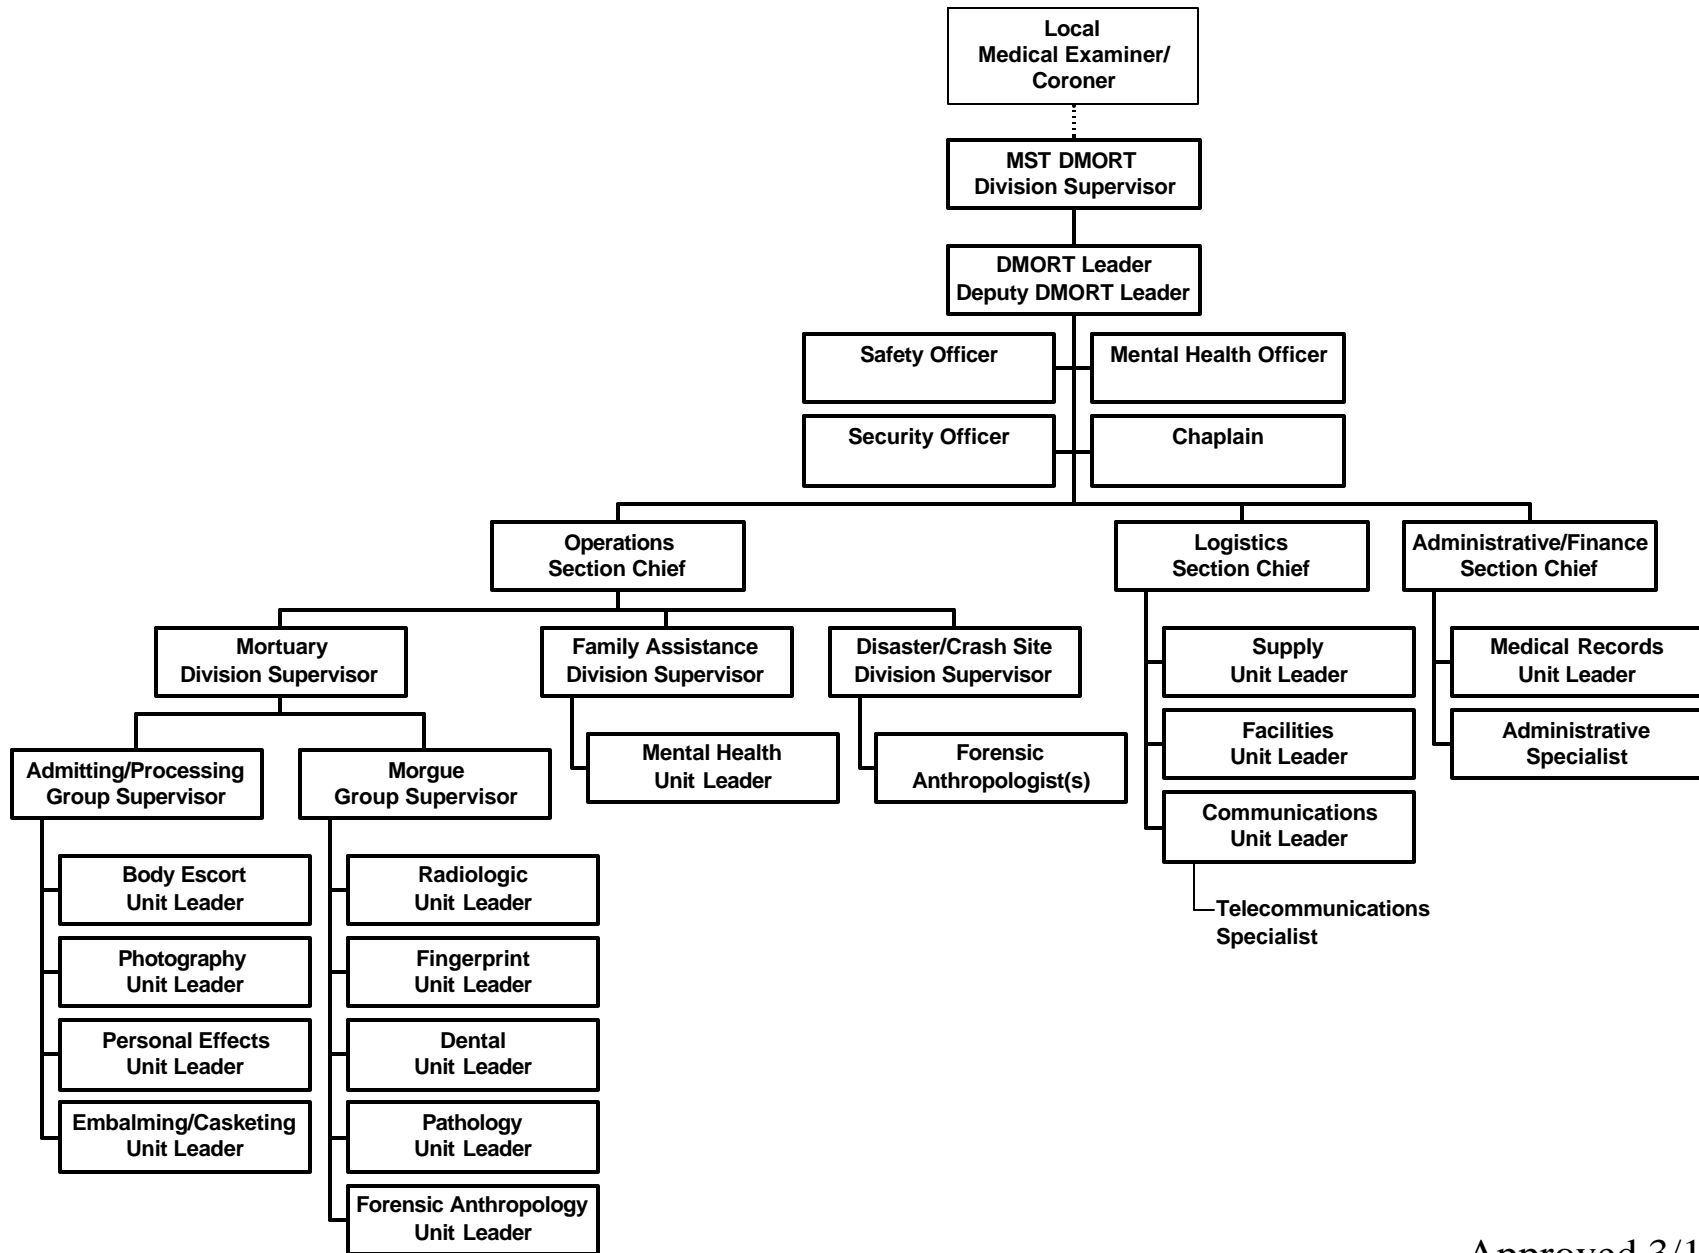 Local
Medical Examiner/
Coroner
MST DMORT
Division Supervisor
DMORT Leader
Deputy DMORT Leader
Safety Officer
Mental Health Officer
Security Officer
Chaplain
Operations
Section Chief
Logistics
Section Chief
Administrative/Finance
Section Chief
Mortuary
Division Supervisor
Family Assistance
Division Supervisor
Disaster/Crash Site
Division Supervisor
Supply
Unit Leader
Medical Records
Unit Leader
Admitting/Processing
Group Supervisor
Morgue
Group Supervisor
Mental Health
Unit Leader
Forensic
Anthropologist(s)
Facilities
Unit Leader
Administrative
Specialist
Communications
Unit Leader
Telecommunications
Specialist
Body Escort
Unit Leader
Photography
Unit Leader
Personal Effects
Unit Leader
Embalming/Casketing
Unit Leader
Radiologic
Unit Leader
Fingerprint
Unit Leader
Dental
Unit Leader
Pathology
Unit Leader
Forensic Anthropology
Unit Leader
Approved 3/1